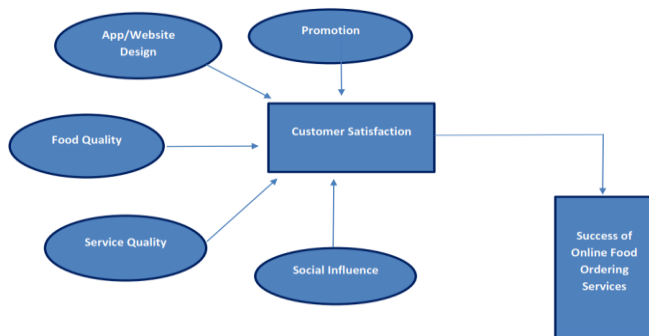 App/Website
Design
Promotion
Food Quality
Customer Satisfaction
Service Quality
Social Influence
Success of
Online Food
Ordering
Services